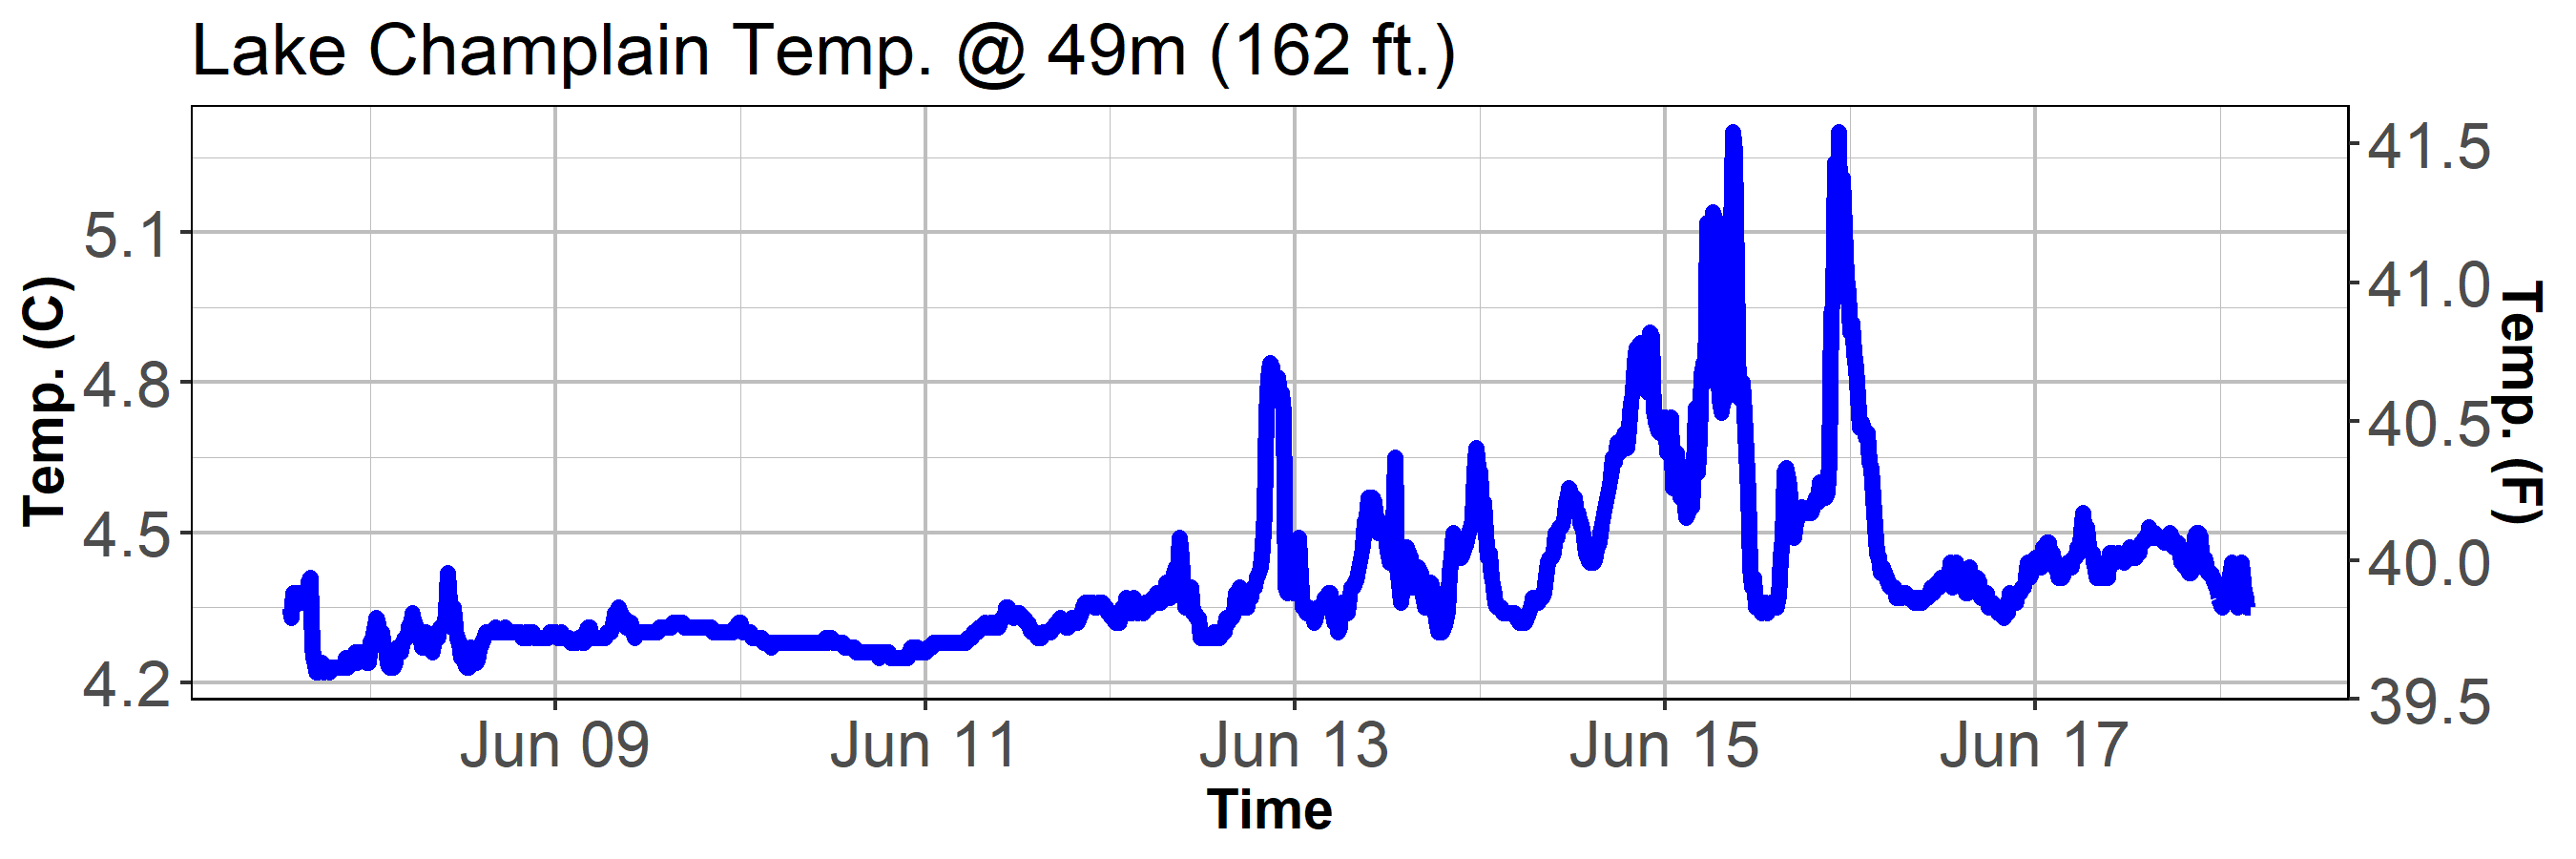 Lake Champlain Temp. @ 49m (162 ft.)
Temp. (C)
5.1
4.8
4.5
4.2
41.5
41.0
40.5
40.0
39.5
Temp. (F)
Jun 09 Jun 11 Jun 13 Jun 15 Jun 17
Time